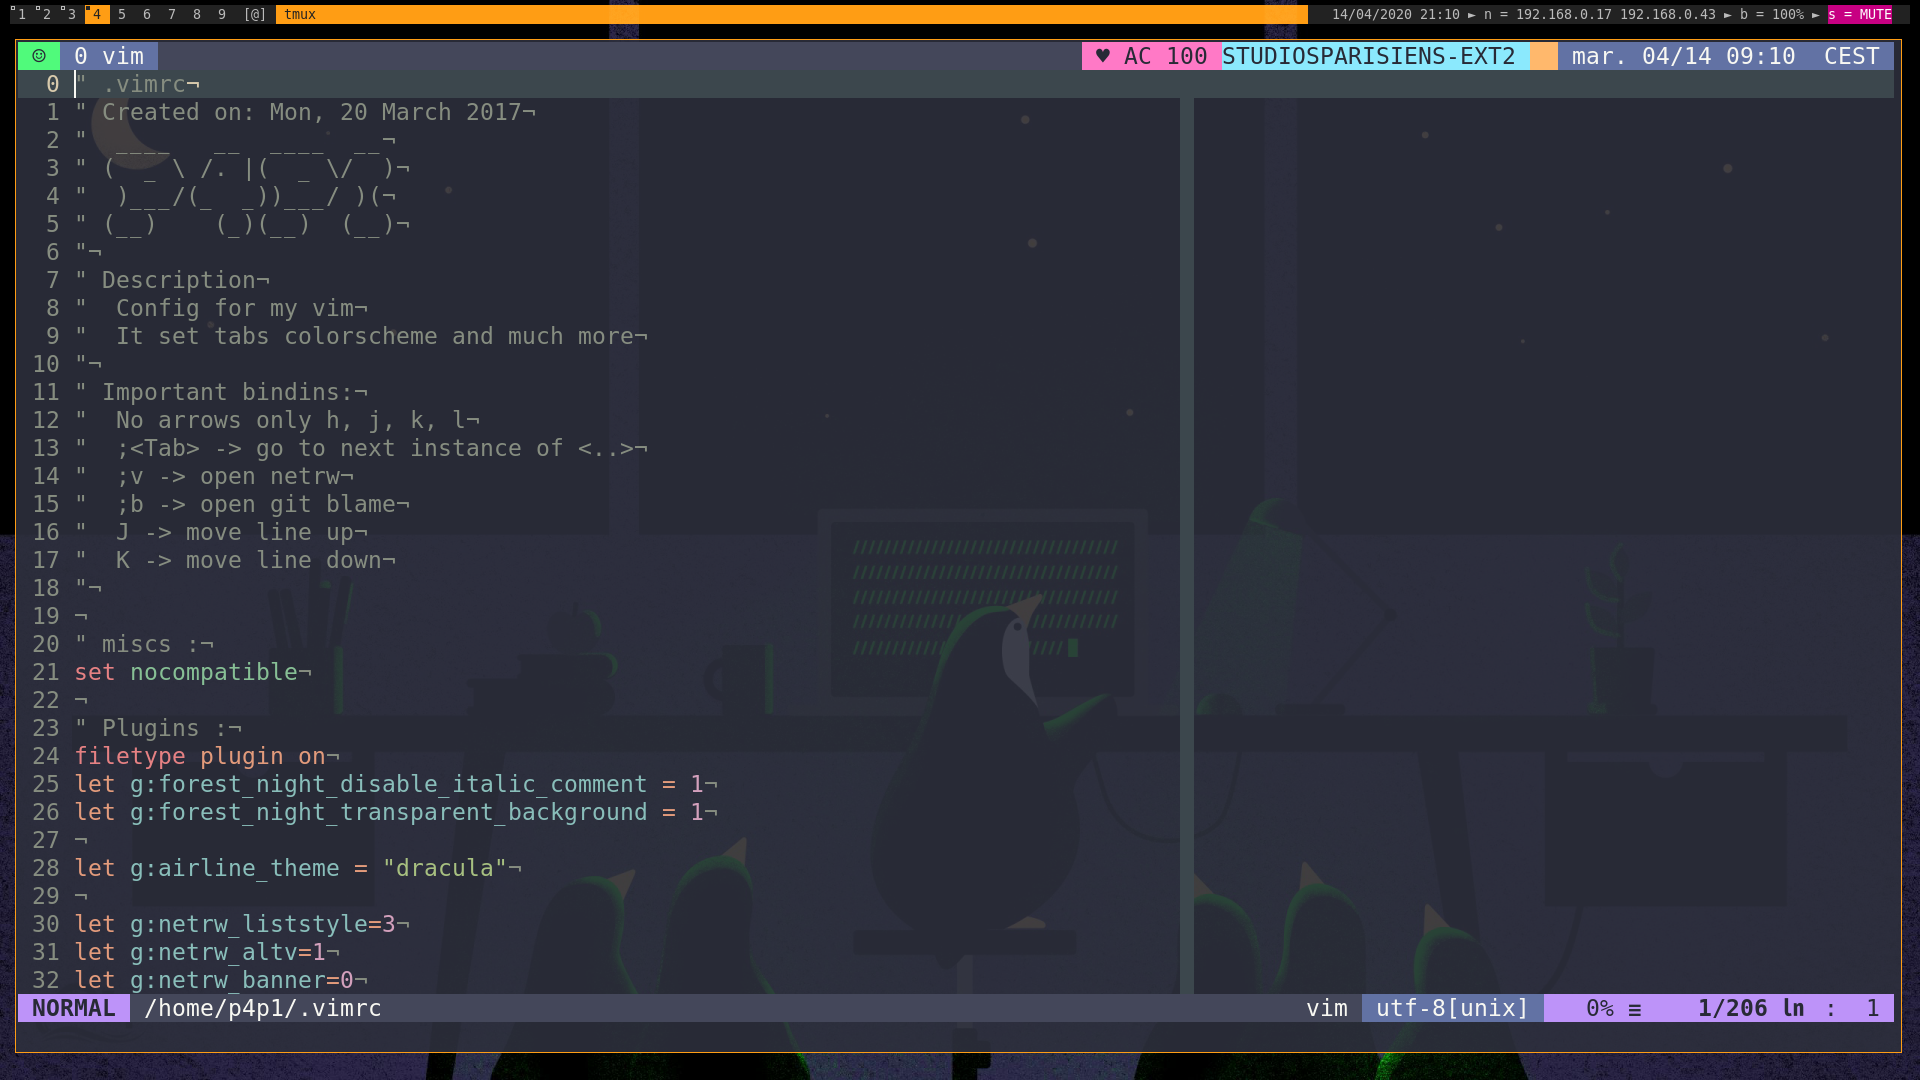 1 2 3 4 5 6 7 8 9 [@] tmux 14/04/2020 21:10 ► n = 192.168.0.17 192.168.0.43 ► b = 100% ► s = MUTE
☺ 0 vim ♥ AC 100 STUDIOSPARISIENS-EXT2 mar. 04/14 09:10 CEST
0 " .vimrc¬
1 " Created on: Mon, 20 March 2017¬
2 "  ____   __  ____  __¬
3 " (  _ \ /. |(  _ \/  )¬
4 "  )___/(_  _))___/ )(¬
5 " (__)    (_)(__)  (__)¬
6 "¬
7 " Description¬
8 "  Config for my vim¬
9 "  It set tabs colorscheme and much more¬
10 "¬
11 " Important bindins:¬
12 "  No arrows only h, j, k, l¬
13 "  ;<Tab> -> go to next instance of <..>¬
14 "  ;v -> open netrw¬
15 "  ;b -> open git blame¬
16 "  J -> move line up¬
17 "  K -> move line down¬
18 "¬
19 ¬
20 " miscs :¬
21 set nocompatible¬
22 ¬
23 " Plugins :¬
24 filetype plugin on¬
25 let g:forest_night_disable_italic_comment = 1¬
26 let g:forest_night_transparent_background = 1¬
27 ¬
28 let g:airline_theme = "dracula"¬
29 ¬
30 let g:netrw_liststyle=3¬
31 let g:netrw_altv=1¬
32 let g:netrw_banner=0¬
NORMAL /home/p4p1/.vimrc vim utf-8[unix] 0% ≡ 1/206 ln : 1